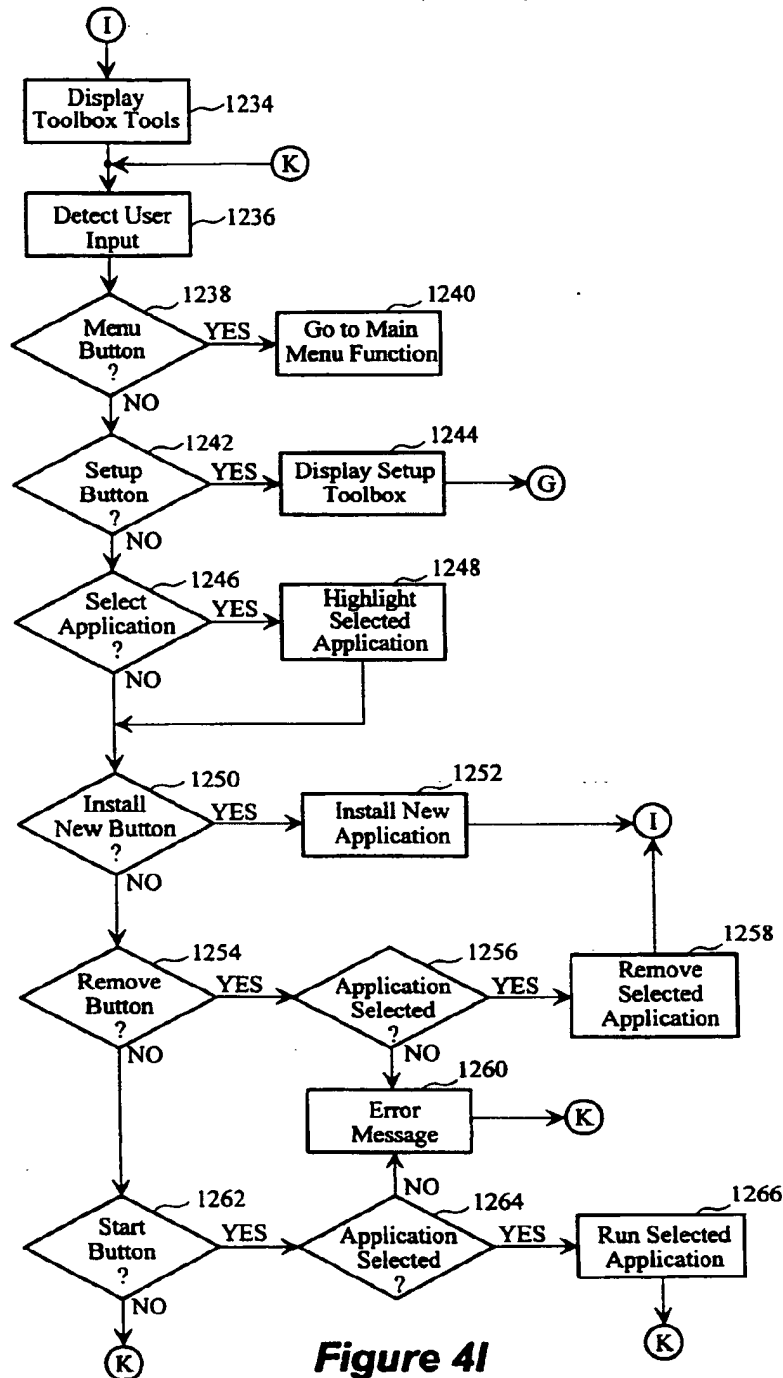 I
Display
Toolbox Tools
1234
K
Detect User
Input
1236
Menu
Button
?
1238
YES
NO
Go to Main
Menu Function
1240
Setup
Button
?
1242
YES
NO
Display Setup
Toolbox
1244
G
Select
Application
?
1246
YES
NO
Highlight
Selected
Application
1248
Install
New Button
?
1250
YES
NO
Install New
Application
1252
I
Remove
Button
?
1254
YES
NO
Application
Selected
?
1256
YES
NO
Remove
Selected
Application
1258
Error
Message
1260
K
Start
Button
?
1262
YES
NO
Application
Selected
?
1264
NO
YES
Run Selected
Application
1266
K
K
Figure 4I